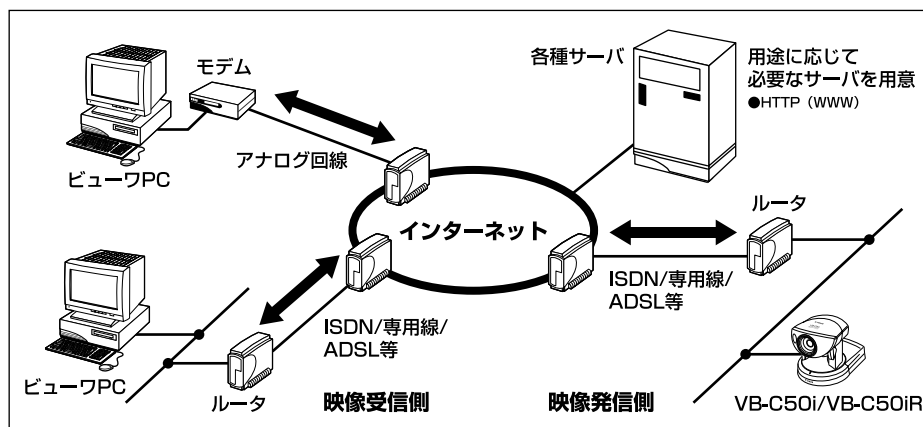 モデム
アナログ回線
ビューワPC
各種サーバ
用途に応じて
必要なサーバを用意
●HTTP（WWW）
インターネット
ルータ
ISDN/専用線/
ADSL等
ビューワPC
ルータ
ISDN/専用線/
ADSL等
映像受信側
映像発信側
VB-C50i/VB-C50iR